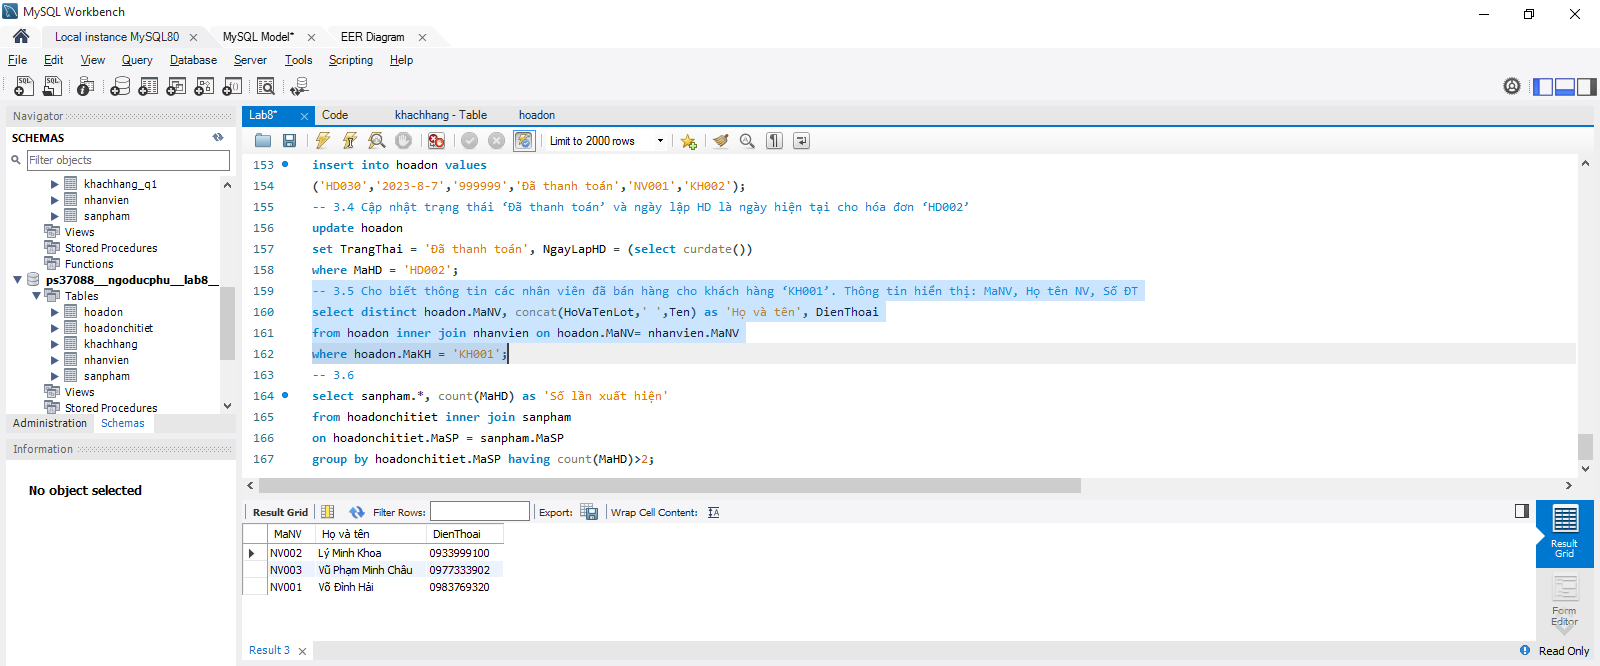 MySQL Workbench
Local instance MySQL80
MySQL Model*
EER Diagram
File Edit View Query Database Server Tools Scripting Help
Navigator
SCHEMAS
Filter objects
khachhang_q1
nhanvien
sanpham
Views
Stored Procedures
Functions
ps37088__ngoducphu__lab8__
Tables
hoadon
hoadonchitiet
khachhang
nhanvien
sanpham
Views
Stored Procedures
Administration Schemas
Information
No object selected
Lab8* Code khachhang - Table hoadon
Limit to 2000 rows
153 insert into hoadon values
154 ('HD030','2023-8-7','999999','Đã thanh toán','NV001','KH002');
155 -- 3.4 Cập nhật trạng thái ‘Đã thanh toán’ và ngày lập HD là ngày hiện tại cho hóa đơn ‘HD002’
156 update hoadon
157 set TrangThai = 'Đã thanh toán', NgayLapHD = (select curdate())
158 where MaHD = 'HD002';
159 -- 3.5 Cho biết thông tin các nhân viên đã bán hàng cho khách hàng ‘KH001’. Thông tin hiển thị: MaNV, Họ tên NV, Số ĐT
160 select distinct hoadon.MaNV, concat(HoVaTenLot,' ',Ten) as 'Họ và tên', DienThoai
161 from hoadon inner join nhanvien on hoadon.MaNV= nhanvien.MaNV
162 where hoadon.MaKH = 'KH001';
163 -- 3.6
164 select sanpham.*, count(MaHD) as 'Số lần xuất hiện'
165 from hoadonchitiet inner join sanpham
166 on hoadonchitiet.MaSP = sanpham.MaSP
167 group by hoadonchitiet.MaSP having count(MaHD)>2;
Result Grid Filter Rows: Export: Wrap Cell Content:
MaNV Họ và tên DienThoai
NV002 Lý Minh Khoa 0933999100
NV003 Vũ Phạm Minh Châu 0977333902
NV001 Võ Đình Hải 0983769320
Result
Grid
Form
Editor
Result 3
Read Only